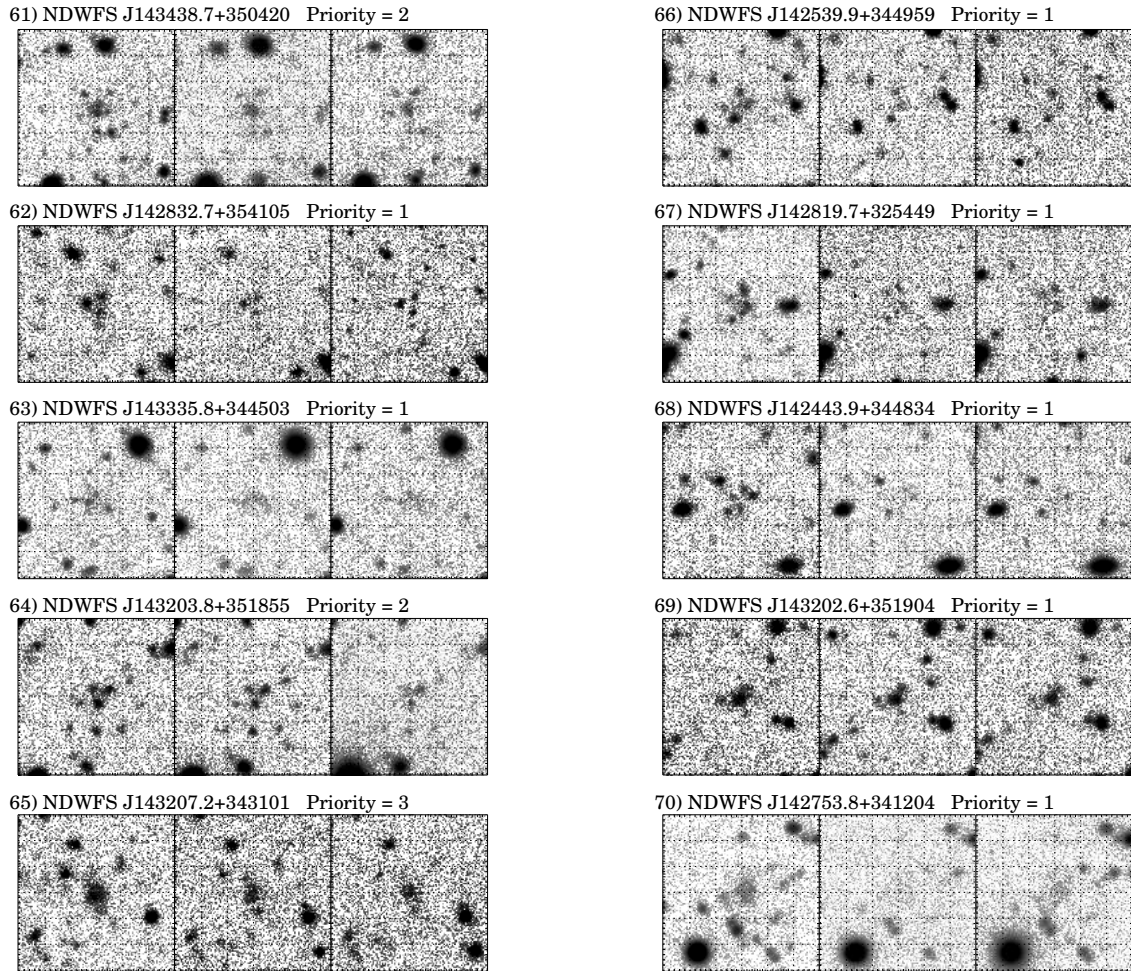 61) NDWFS J143438.7+350420 Priority = 2
62) NDWFS J142832.7+354105 Priority = 1
63) NDWFS J143335.8+344503 Priority = 1
64) NDWFS J143203.8+351855 Priority = 2
65) NDWFS J143207.2+343101 Priority = 3
66) NDWFS J142539.9+344959 Priority = 1
67) NDWFS J142819.7+325449 Priority = 1
68) NDWFS J142443.9+344834 Priority = 1
69) NDWFS J143202.6+351904 Priority = 1
70) NDWFS J142753.8+341204 Priority = 1